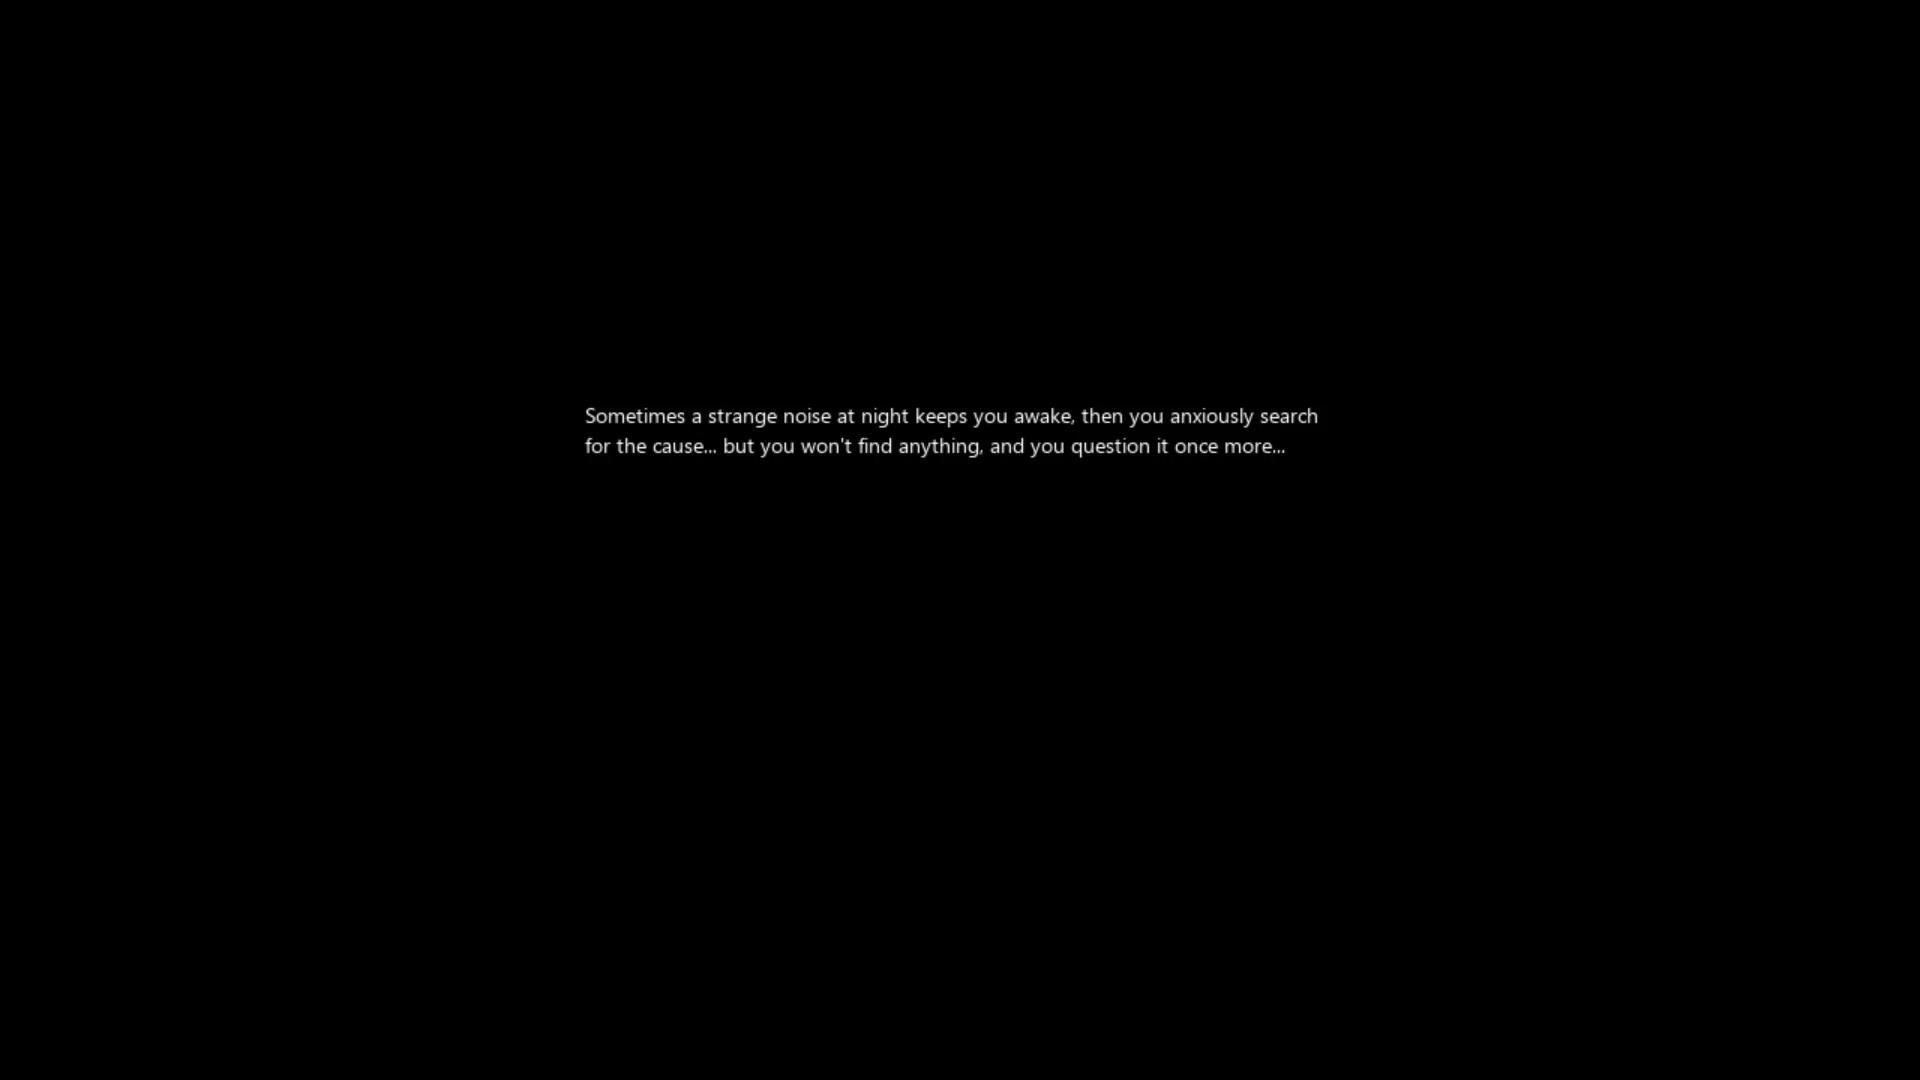 Sometimes a strange noise at night keeps you awake, then you anxiously search
for the cause... but you won't find anything, and you question it once more...